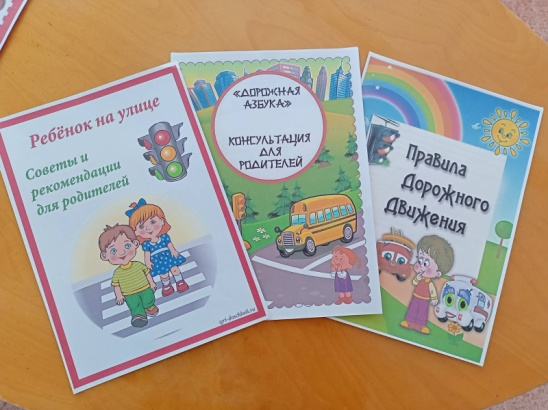 Ребёнок на улице
Советы и
рекомендации
для родителей
«ДОРОЖНАЯ
АЗБУКА»
КОНСУЛЬТАЦИЯ
ДЛЯ
РОДИТЕЛЕЙ
Правила
Дорожного
Движения